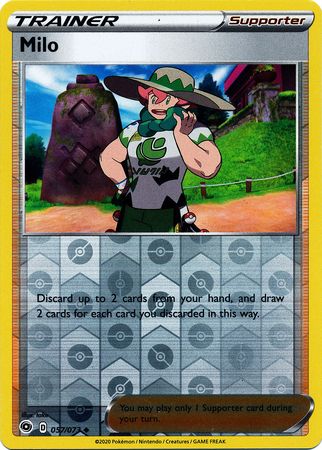 TRAINER Supporter
Milo
Discard up to 2 cards from your hand, and draw
2 cards for each card you discarded in this way.
illus. take
You may play only 1 Supporter card during
your turn.
D 057/073
©2020 Pokémon / Nintendo / Creatures / GAME FREAK